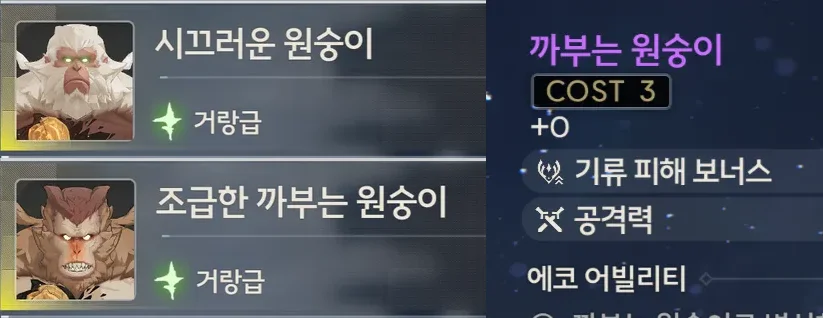 시끄러운 원숭이
거랑급
조급한 까부는 원숭이
거랑급
까부는 원숭이
COST 3
+0
기류 피해 보너스
공격력
에코 어빌리티